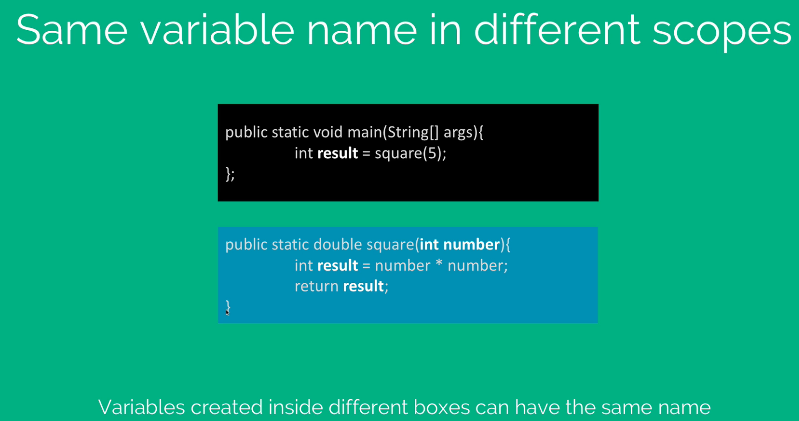 Same variable name in different scopes
public static void main(String[] args){
int result = square(5);
};
public static double square(int number){
int result = number * number;
return result;
}
Variables created inside different boxes can have the same name